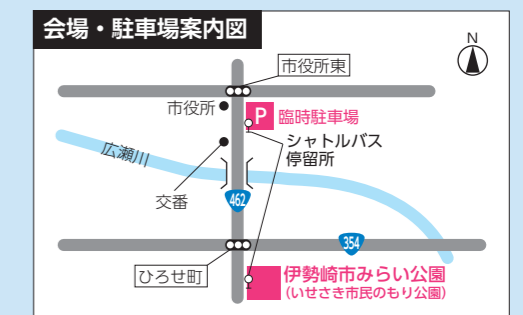 会場・駐車場案内図
N
市役所東
市役所
P 臨時駐車場
シャトルバス
停留所
広瀬川
交番
462
354
ひろせ町
伊勢崎市みらい公園
(いせさき市民のもり公園)